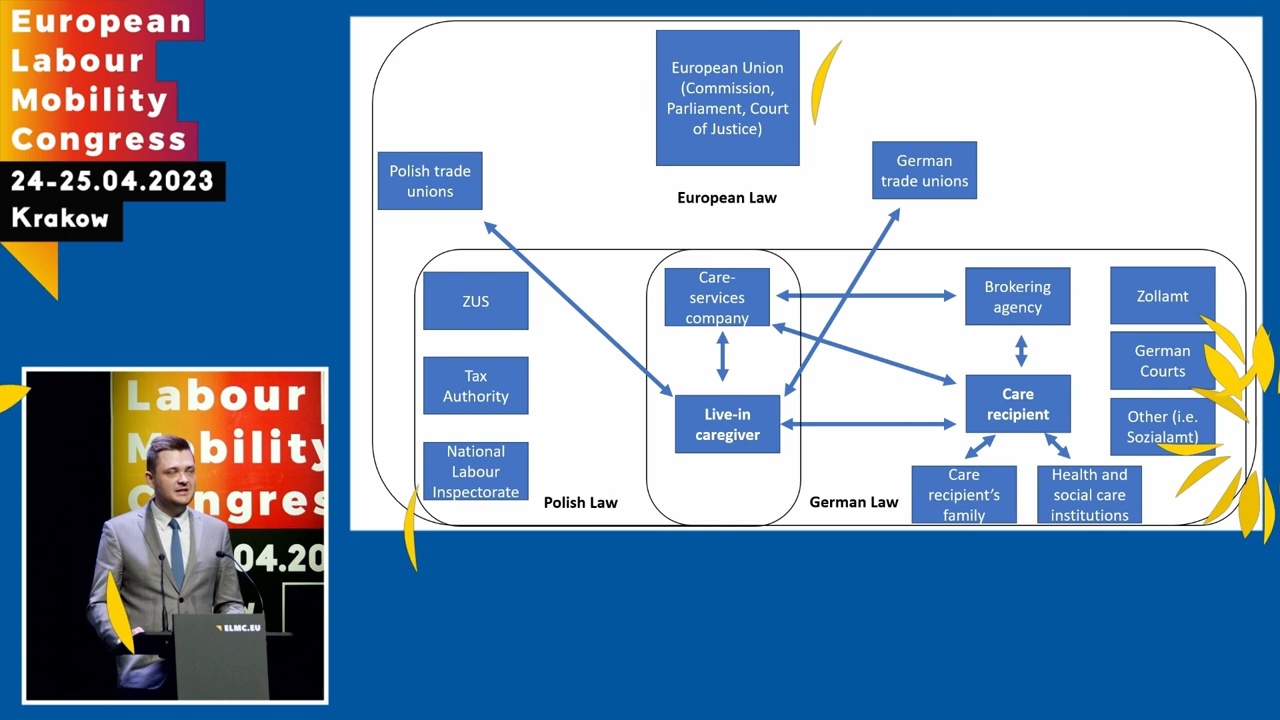 European
Labour
Mobility
Congress
24-25.04.2023
Krakow
European Union
(Commission,
Parliament, Court
of Justice)
European Law
Polish trade
unions
German
trade unions
ZUS
Tax
Authority
National
Labour
Inspectorate
Polish Law
Care-
services
company
Live-in
caregiver
German Law
Brokering
agency
Care
recipient
Care
recipient's
family
Health and
social care
institutions
Zollamt
German
Courts
Other (i.e.
Sozialamt)
Labour
Mobility
Congres
04.20
ELMC.EU